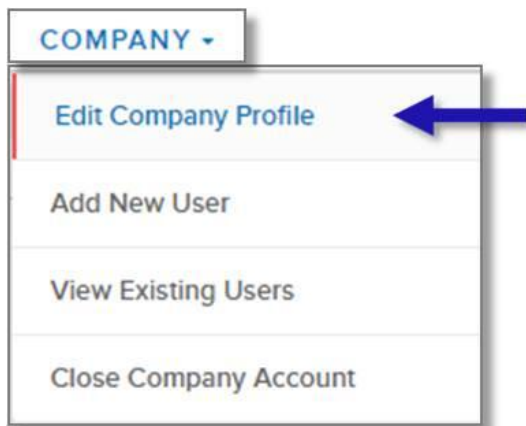 COMPANY
Edit Company Profile
Add New User
View Existing Users
Close Company Account